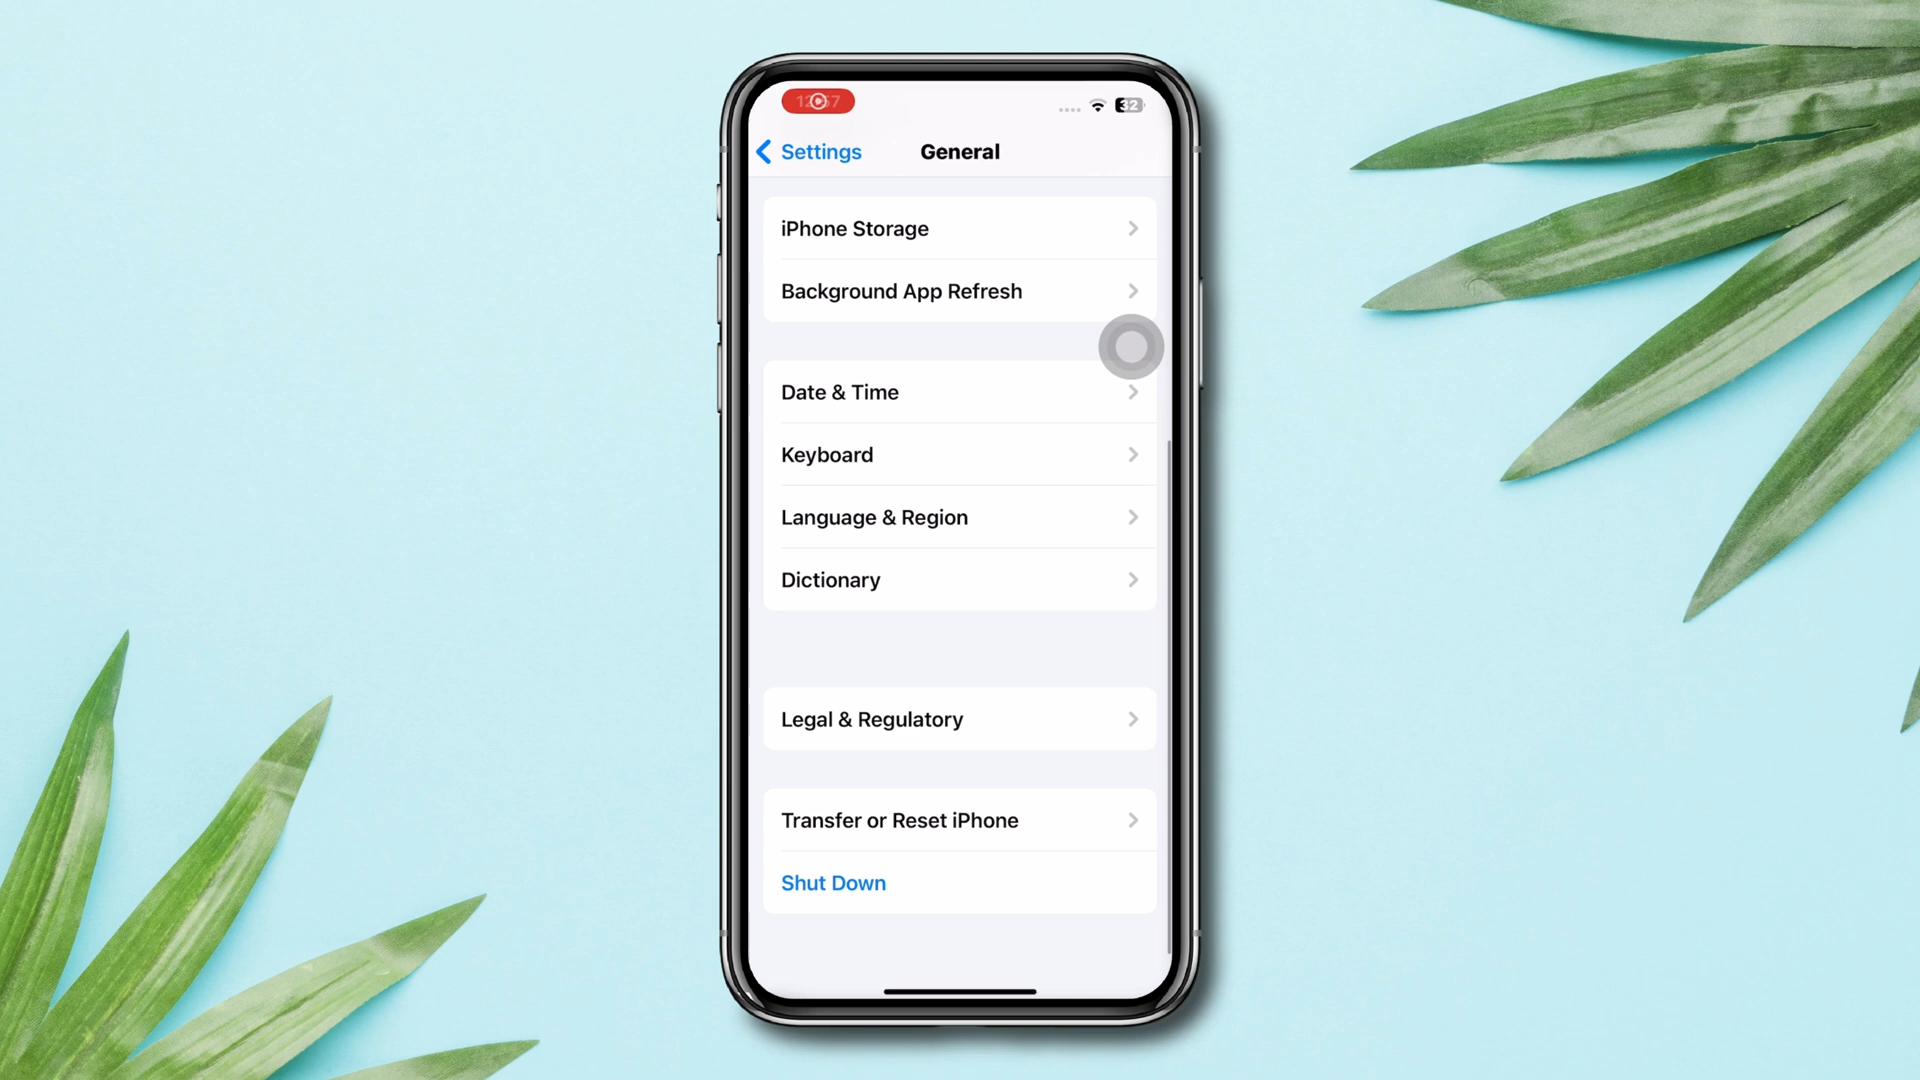 32
Settings
General
iPhone Storage
Background App Refresh
Date & Time
Keyboard
Language & Region
Dictionary
Legal & Regulatory
Transfer or Reset iPhone
Shut Down